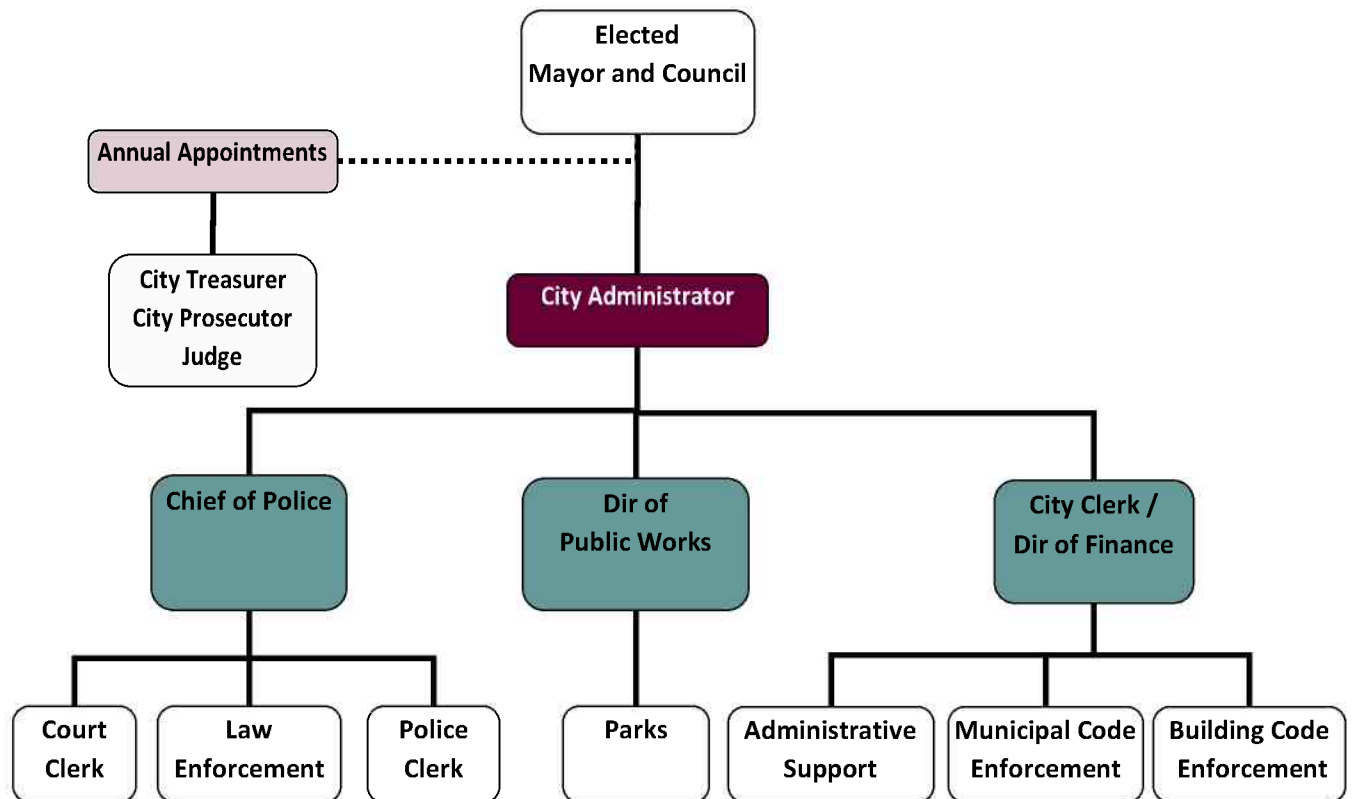 Elected
Mayor and Council
Annual Appointments
City Treasurer
City Prosecutor
Judge
City Administrator
Chief of Police
Dir of
Public Works
City Clerk /
Dir of Finance
Court
Clerk
Law
Enforcement
Police
Clerk
Parks
Administrative
Support
Municipal Code
Enforcement
Building Code
Enforcement